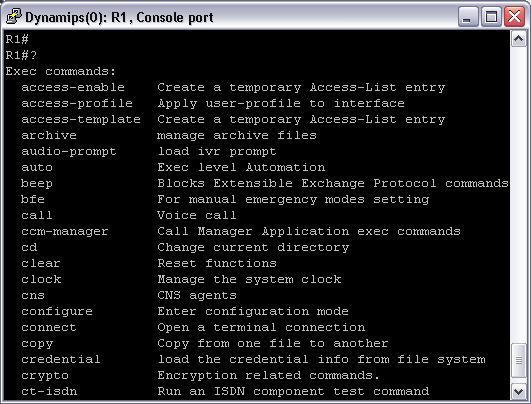 Dynamips(0): R1, Console port
R1#
R1#?
Exec commands:
  access-enable    Create a temporary Access-List entry
  access-profile   Apply user-profile to interface
  access-template  Create a temporary Access-List entry
  archive          manage archive files
  audio-prompt     load ivr prompt
  auto             Exec level Automation
  beep             Blocks Extensible Exchange Protocol commands
  bfe              For manual emergency modes setting
  call             Voice call
  ccm-manager      Call Manager Application exec commands
  cd               Change current directory
  clear            Reset functions
  clock            Manage the system clock
  cns              CNS agents
  configure        Enter configuration mode
  connect          Open a terminal connection
  copy             Copy from one file to another
  credential       load the credential info from file system
  crypto           Encryption related commands.
  ct-isdn          Run an ISDN component test command